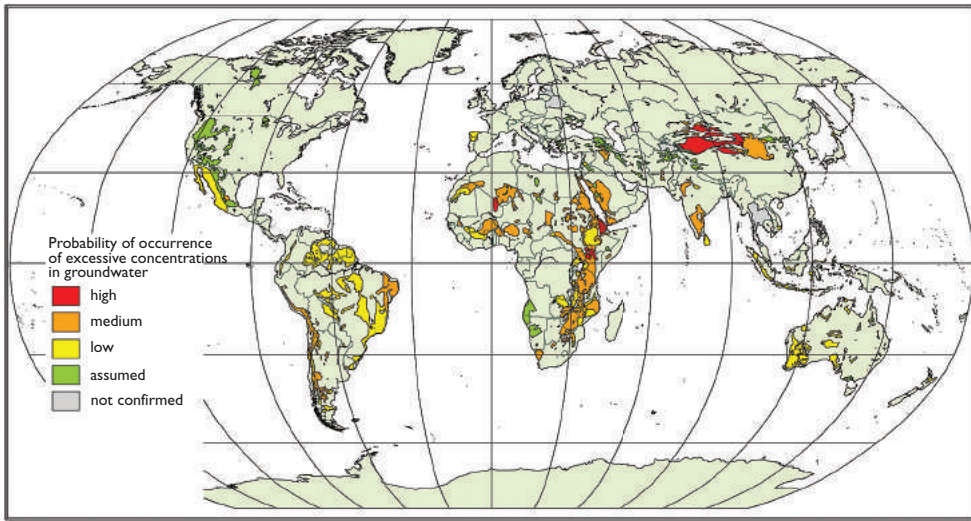 Probability of occurrence
of excessive concentrations
in groundwater
high
medium
low
assumed
not confirmed